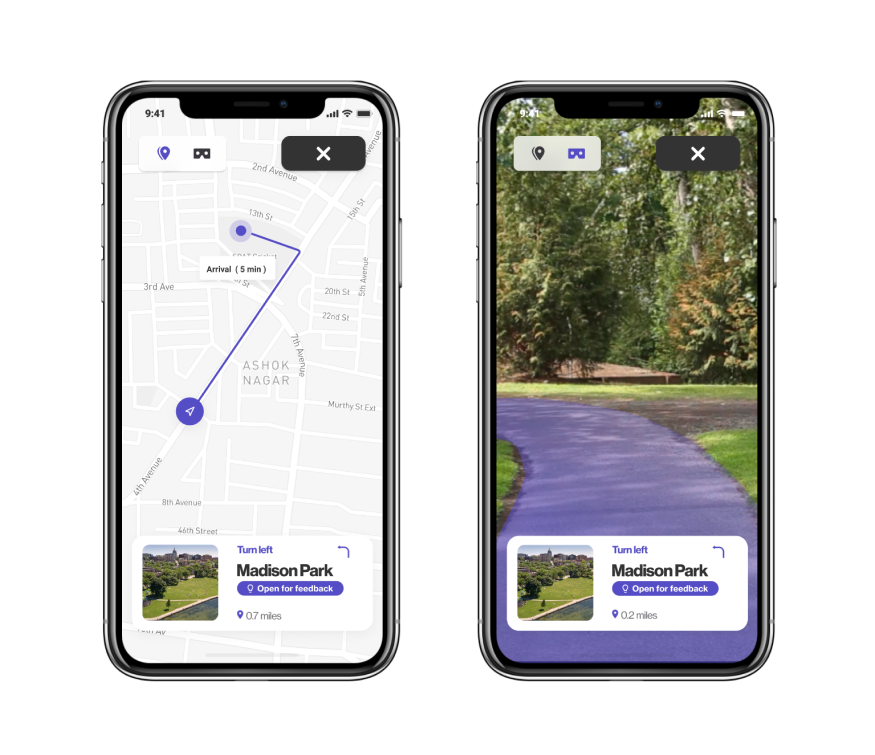 9:41
2nd Avenue
Avenue
13th St
15th St
Arrival ( 5 min )
St
3rd Ave
20th St
5th Avenue
22nd St
7th Avenue
ASHOK
NAGAR
Murthy St Ext
4th Avenue
8th Avenue
46th Street
Turn left
Madison Park
Open for feedback
0.7 miles
9:41
Turn left
Madison Park
Open for feedback
0.2 miles